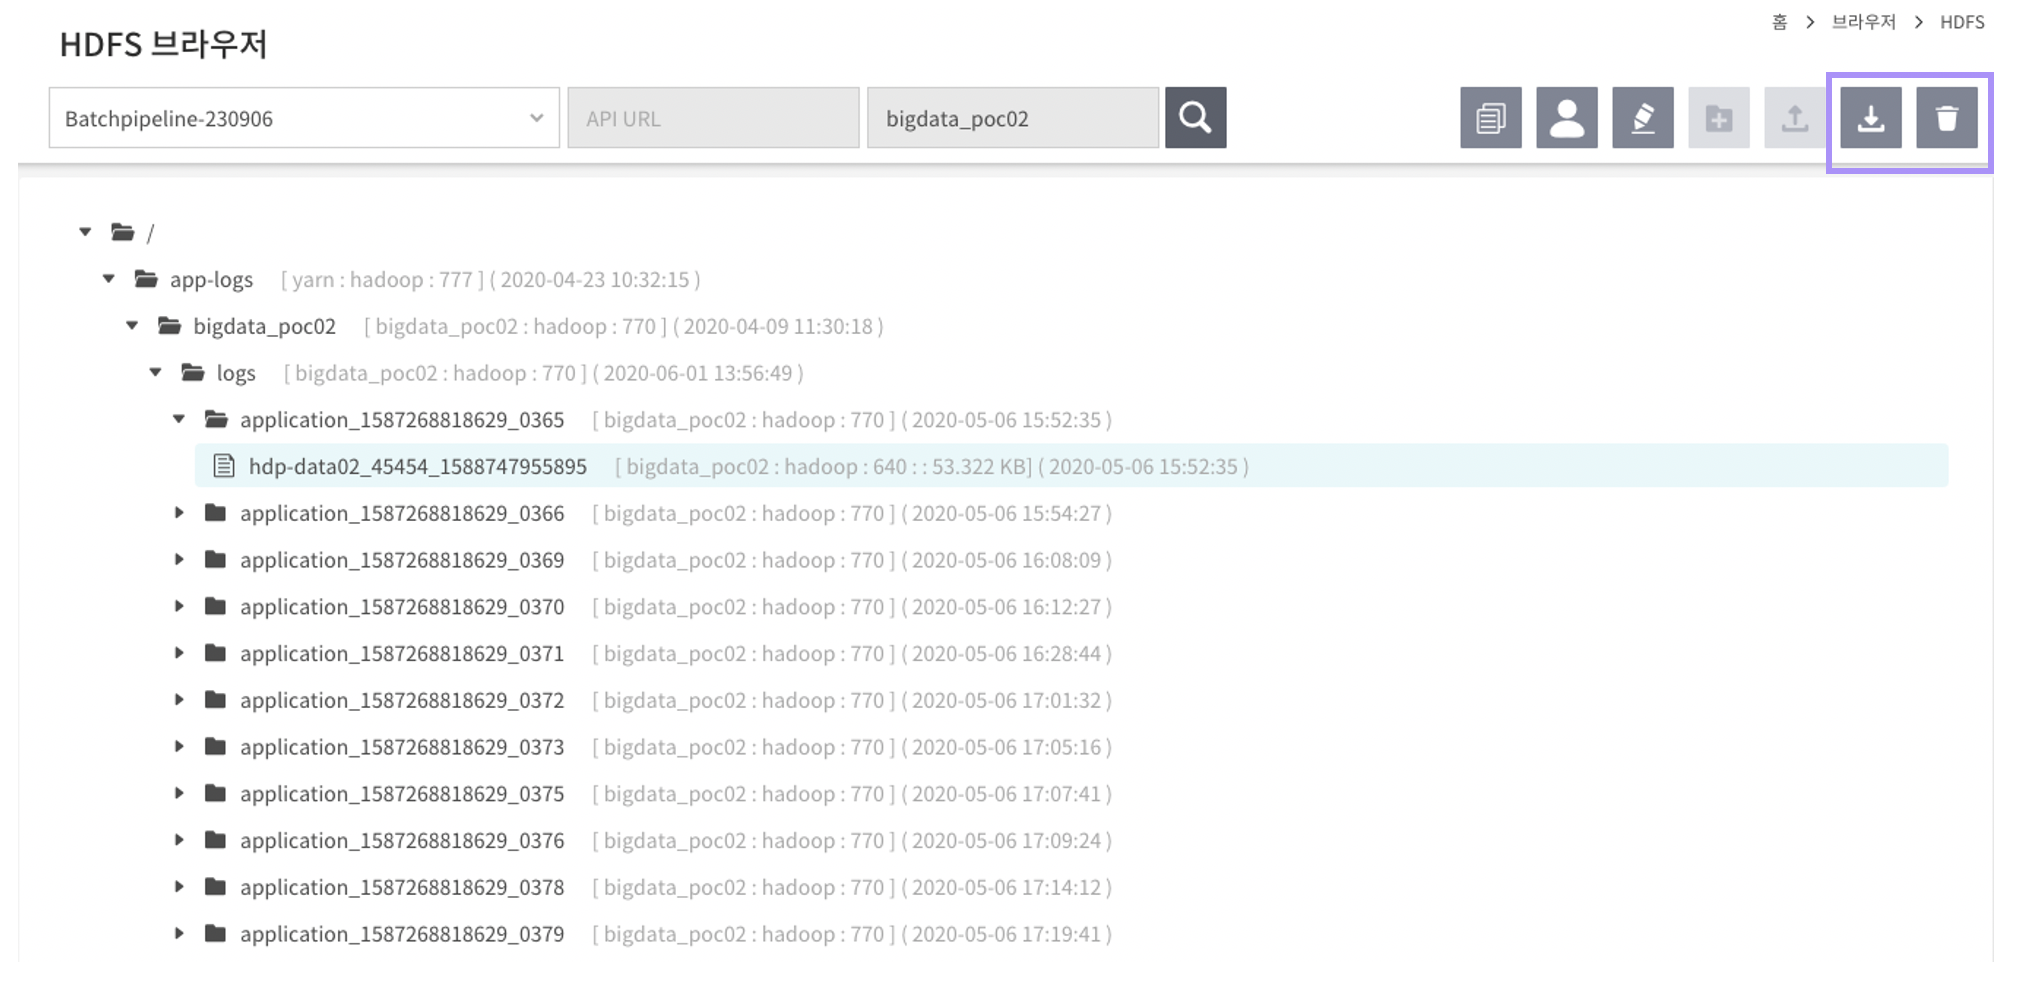 홈 > 브라우저 > HDFS
HDFS 브라우저
Batchpipeline-230906 API URL bigdata_poc02
/
app-logs [ yarn : hadoop : 777 ] ( 2020-04-23 10:32:15 )
bigdata_poc02 [ bigdata_poc02 : hadoop : 770 ] ( 2020-04-09 11:30:18 )
logs [ bigdata_poc02 : hadoop : 770 ] ( 2020-06-01 13:56:49 )
application_1587268818629_0365 [ bigdata_poc02 : hadoop : 770 ] ( 2020-05-06 15:52:35 )
hdp-data02_45454_1588747955895 [ bigdata_poc02 : hadoop : 640 : : 53.322 KB] ( 2020-05-06 15:52:35 )
application_1587268818629_0366 [ bigdata_poc02 : hadoop : 770 ] ( 2020-05-06 15:54:27 )
application_1587268818629_0369 [ bigdata_poc02 : hadoop : 770 ] ( 2020-05-06 16:08:09 )
application_1587268818629_0370 [ bigdata_poc02 : hadoop : 770 ] ( 2020-05-06 16:12:27 )
application_1587268818629_0371 [ bigdata_poc02 : hadoop : 770 ] ( 2020-05-06 16:28:44 )
application_1587268818629_0372 [ bigdata_poc02 : hadoop : 770 ] ( 2020-05-06 17:01:32 )
application_1587268818629_0373 [ bigdata_poc02 : hadoop : 770 ] ( 2020-05-06 17:05:16 )
application_1587268818629_0375 [ bigdata_poc02 : hadoop : 770 ] ( 2020-05-06 17:07:41 )
application_1587268818629_0376 [ bigdata_poc02 : hadoop : 770 ] ( 2020-05-06 17:09:24 )
application_1587268818629_0378 [ bigdata_poc02 : hadoop : 770 ] ( 2020-05-06 17:14:12 )
application_1587268818629_0379 [ bigdata_poc02 : hadoop : 770 ] ( 2020-05-06 17:19:41 )